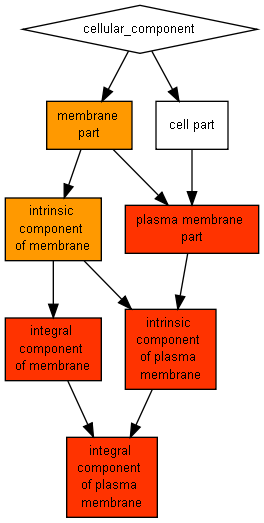 cellular_component
membrane
part
cell part
intrinsic
component
of membrane
plasma membrane
part
integral
component
of membrane
intrinsic
component
of plasma
membrane
integral
component
of plasma
membrane